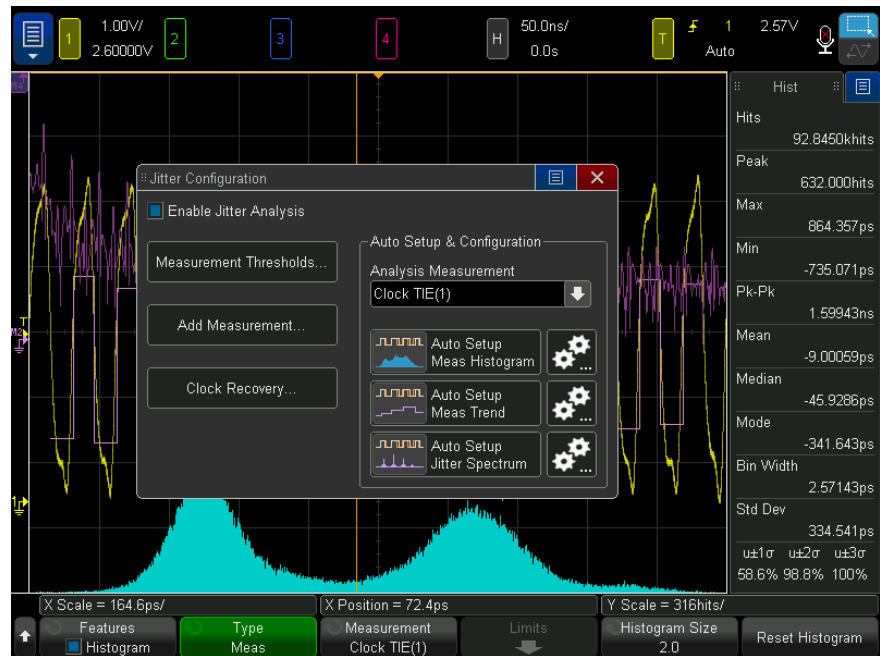 1
1.00V/
2.60000V
2
3
4
H
50.0ns/
0.0s
T
1
2.57V
Auto
M4
Hist
Hits
92.8450khits
Peak
632.000hits
Max
864.357ps
Min
-735.071ps
Pk-Pk
1.59943ns
Mean
-9.00059ps
Median
-45.9286ps
Mode
-341.643ps
Bin Width
2.57143ps
Std Dev
334.541ps
u±1σ u±2σ u±3σ
58.6% 98.8% 100%
Jitter Configuration
Enable Jitter Analysis
Measurement Thresholds...
Add Measurement...
Clock Recovery...
Auto Setup & Configuration
Analysis Measurement
Clock TIE(1)
Auto Setup
Meas Histogram
...
Auto Setup
Meas Trend
...
Auto Setup
Jitter Spectrum
...
T
M2
1
X Scale = 164.6ps/
X Position = 72.4ps
Y Scale = 316hits/
Features
Histogram
Type
Meas
Measurement
Clock TIE(1)
Limits
Histogram Size
2.0
Reset Histogram